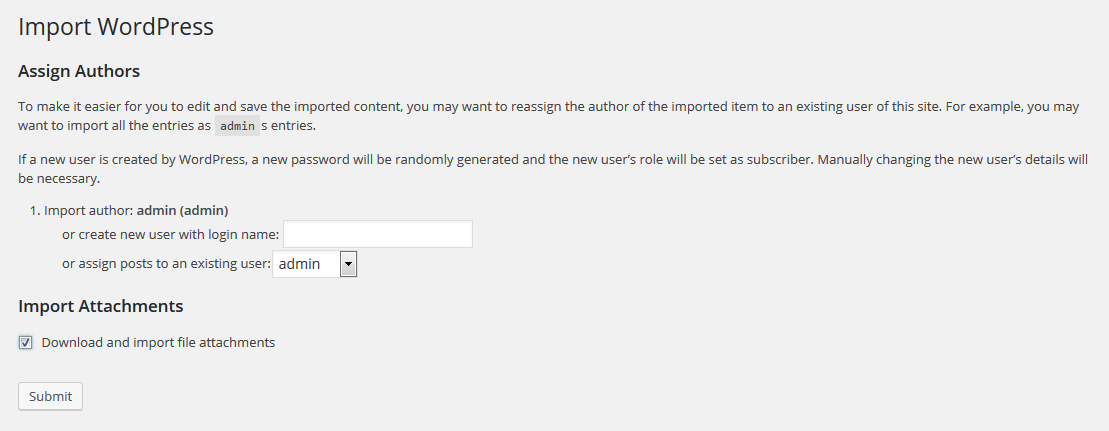 Import WordPress
Assign Authors
To make it easier for you to edit and save the imported content, you may want to reassign the author of the imported item to an existing user of this site. For example, you may
want to import all the entries as admin s entries.
If a new user is created by WordPress, a new password will be randomly generated and the new user’s role will be set as subscriber. Manually changing the new user’s details will
be necessary.
1. Import author: admin (admin)
or create new user with login name:
or assign posts to an existing user: admin
Import Attachments
Download and import file attachments
Submit